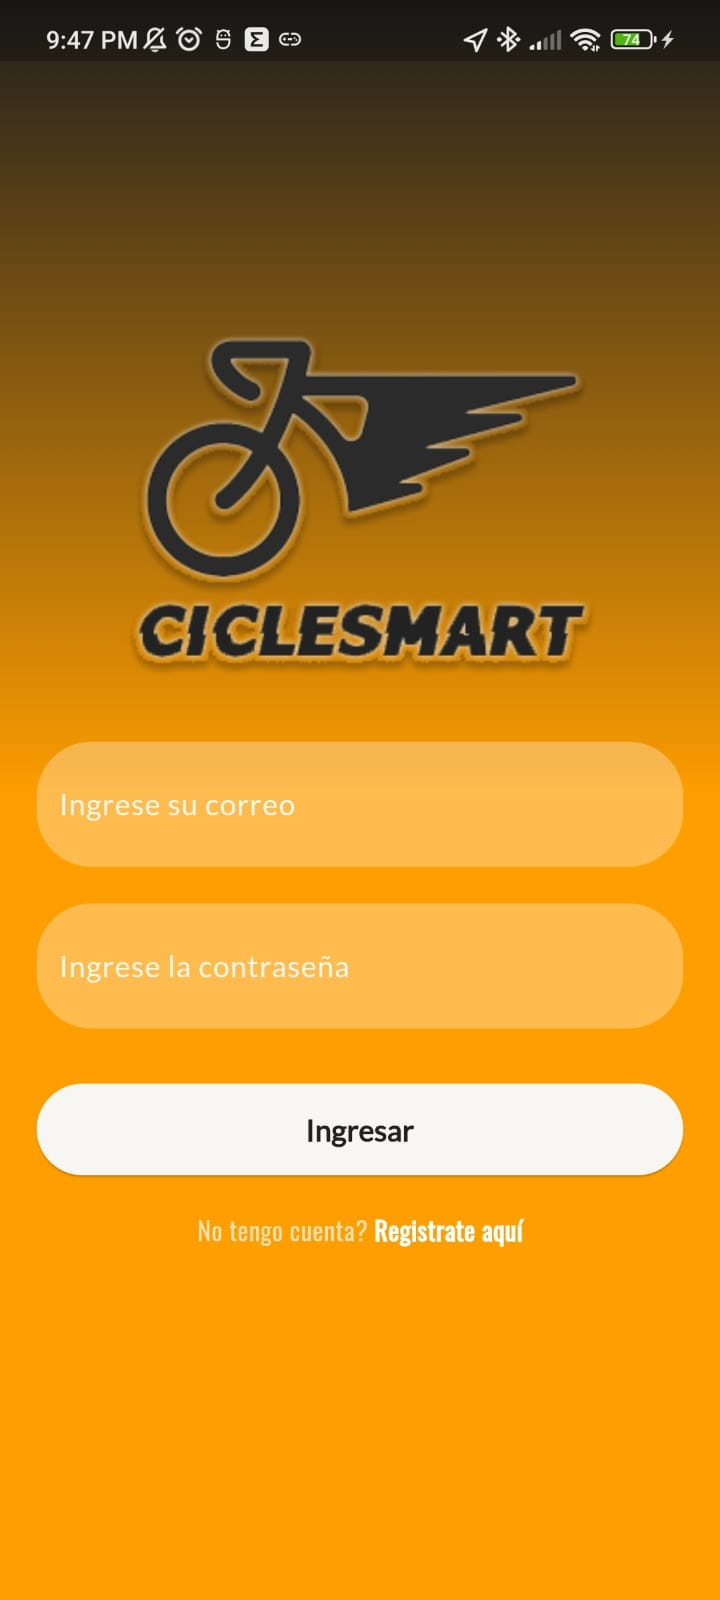 9:47 PM 74
CICLESMART
Ingrese su correo
Ingrese la contraseña
Ingresar
No tengo cuenta? Registrate aquí